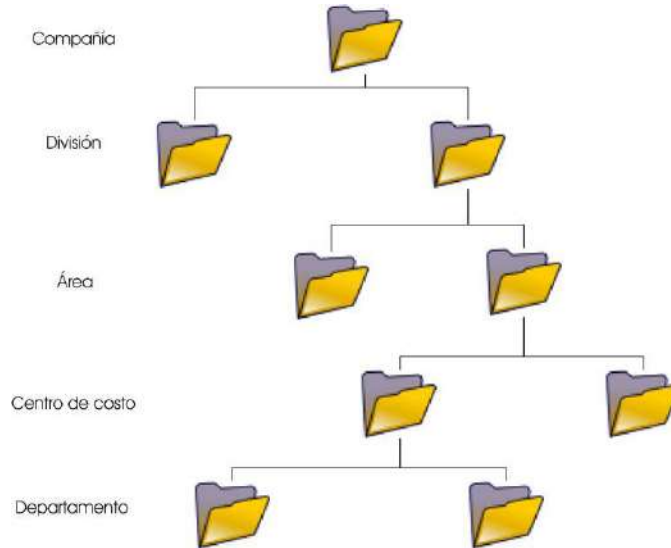 Compañía
División
Área
Centro de costo
Departamento